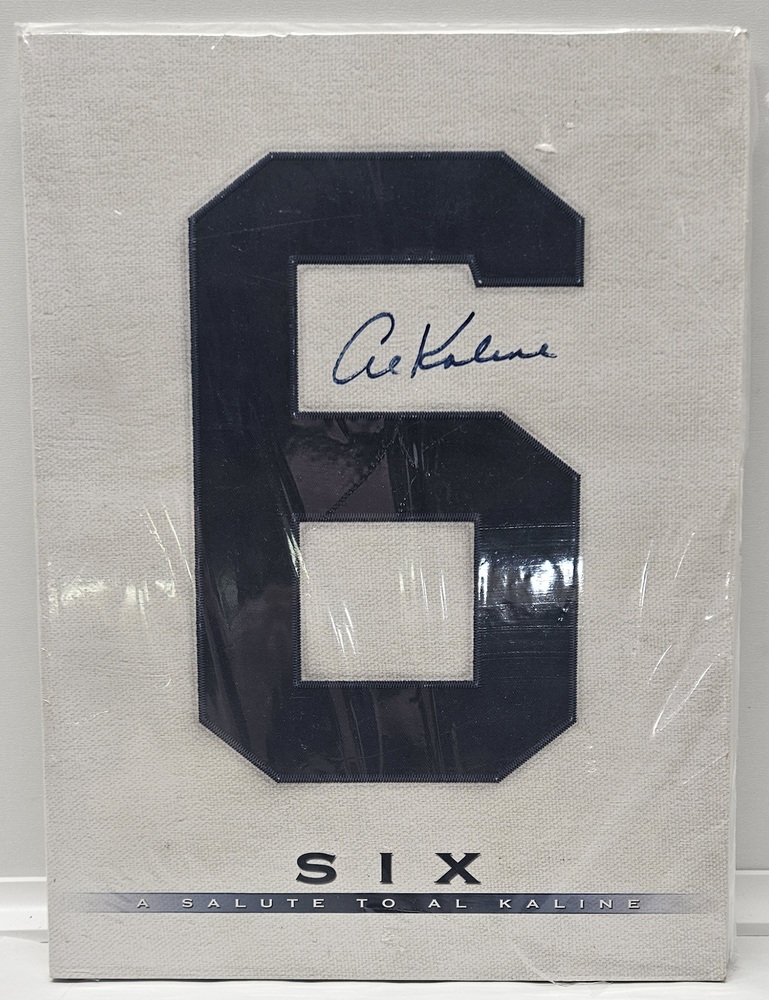 6
Al Kaline
SIX
A SALUTE TO AL KALINE